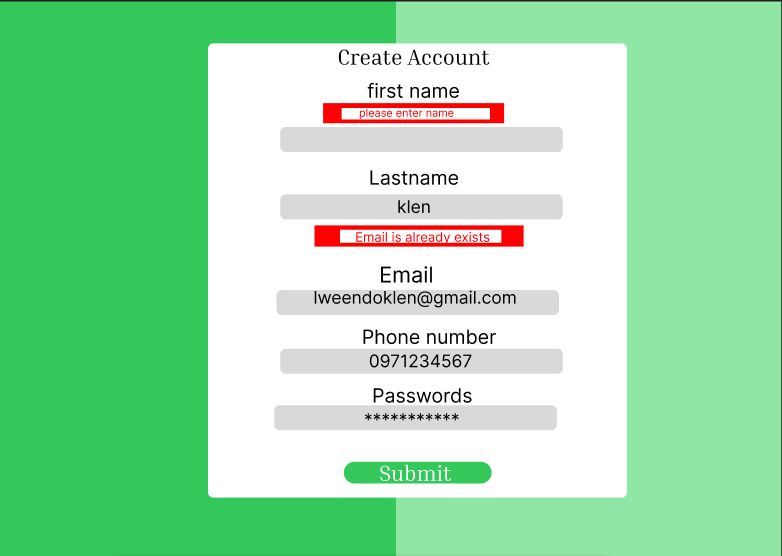 Create Account
first name
please enter name
Lastname
klen
Email is already exists
Email
lweendoklen@gmail.com
Phone number
0971234567
Passwords
***********
Submit